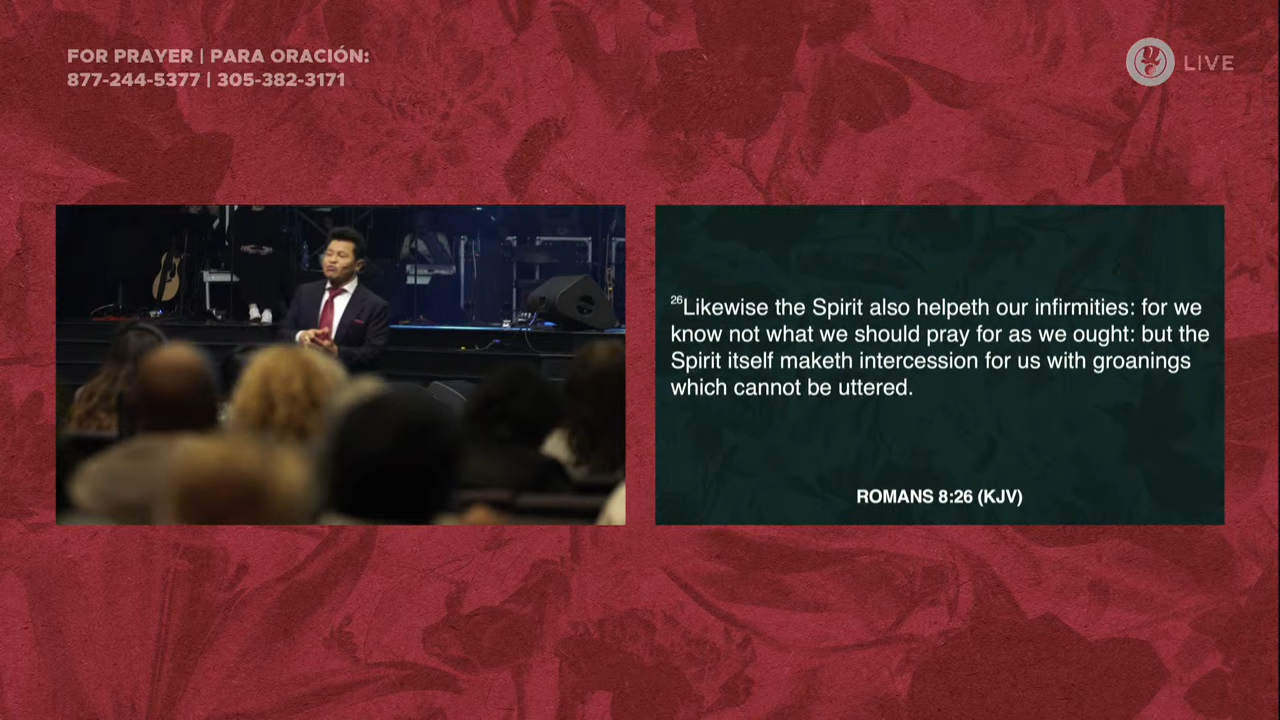 FOR PRAYER | PARA ORACIÓN:
877-244-5377 | 305-382-3171
LIVE
26Likewise the Spirit also helpeth our infirmities: for we
know not what we should pray for as we ought: but the
Spirit itself maketh intercession for us with groanings
which cannot be uttered.
ROMANS 8:26 (KJV)